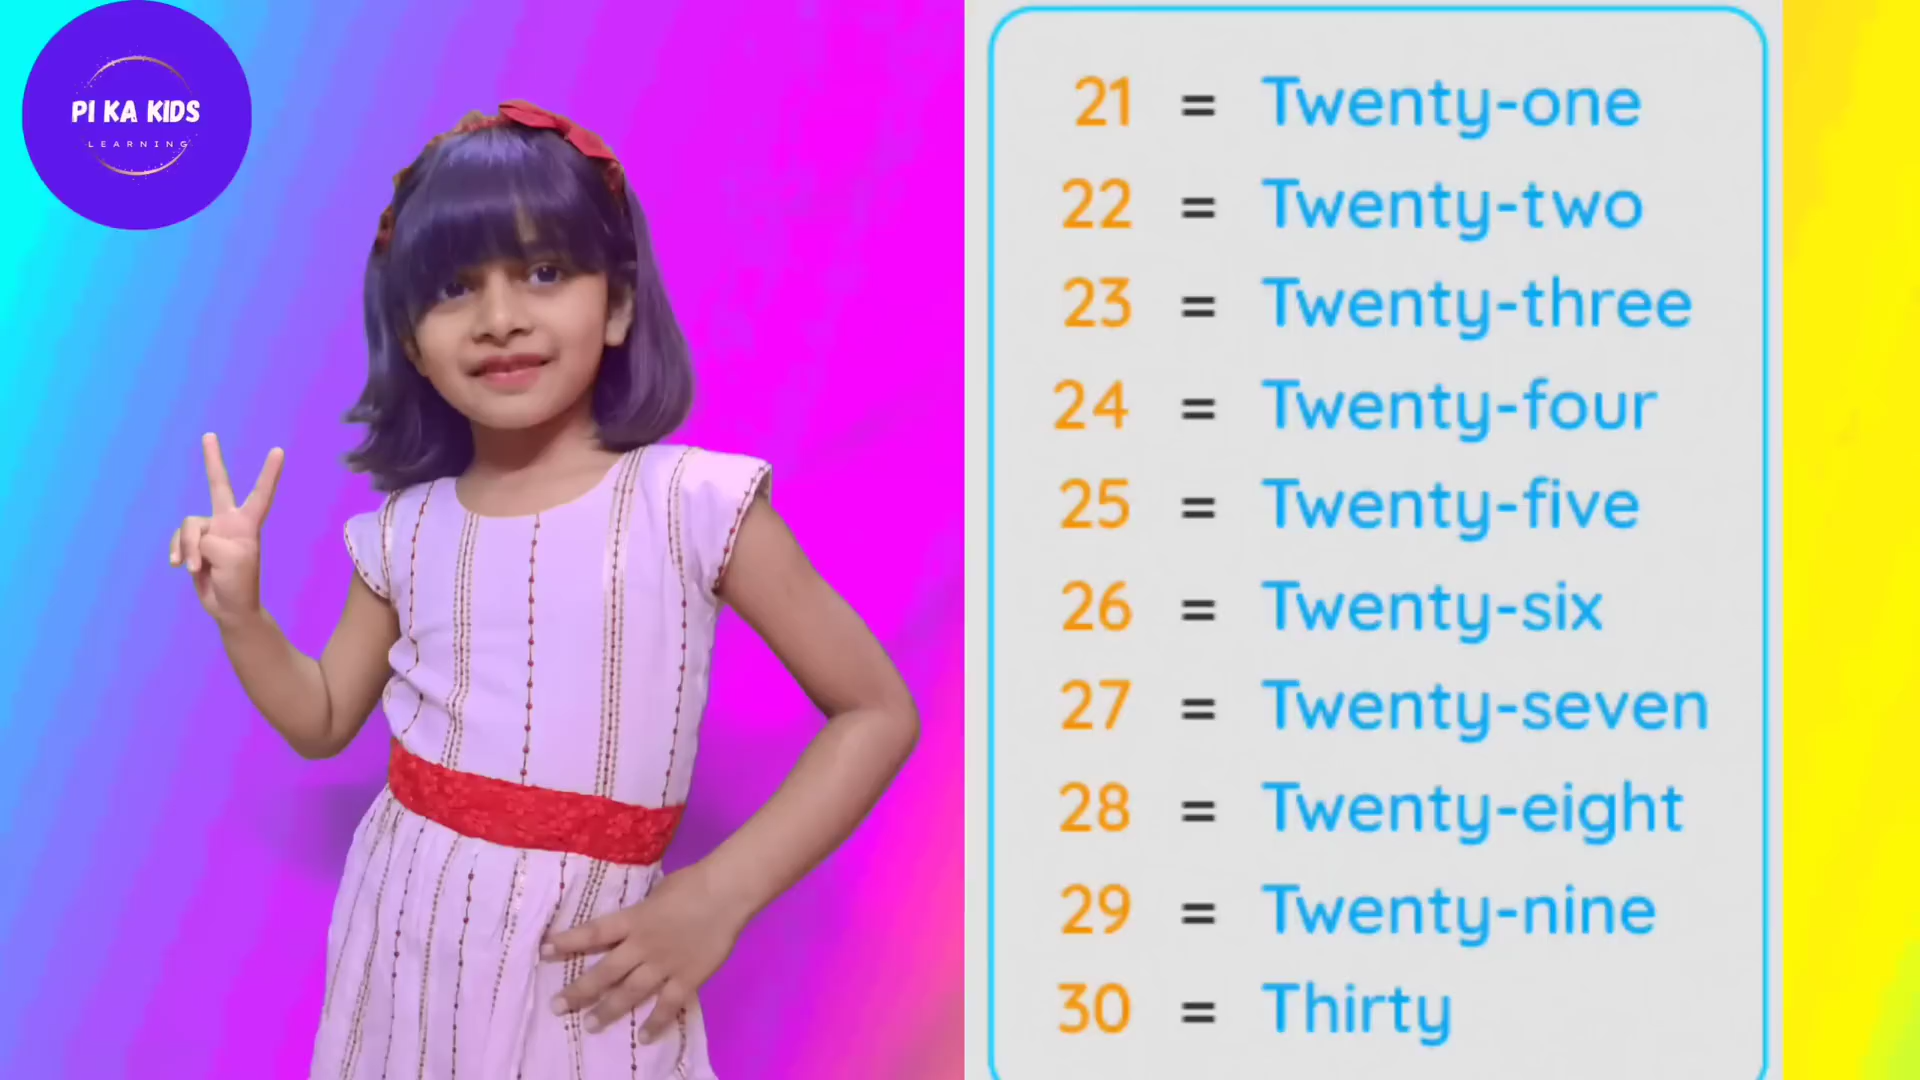 PI KA KIDS
LEARNING
21 = Twenty-one
22 = Twenty-two
23 = Twenty-three
24 = Twenty-four
25 = Twenty-five
26 = Twenty-six
27 = Twenty-seven
28 = Twenty-eight
29 = Twenty-nine
30 = Thirty